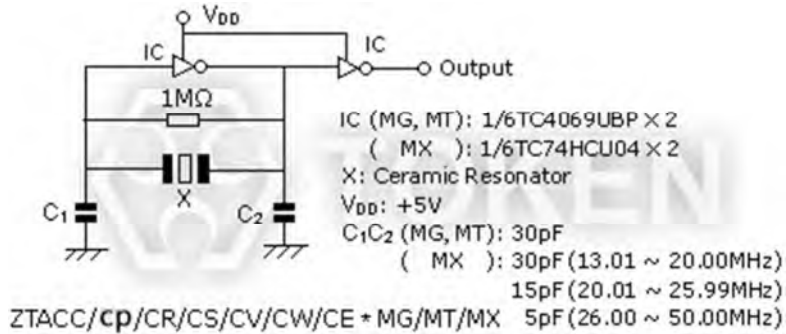 VDD
IC
IC
Output
1MΩ
X
C1
C2
IC (MG, MT): 1/6TC4069UBP × 2
( MX ): 1/6TC74HCU04 × 2
X: Ceramic Resonator
VDD: +5V
C1C2 (MG, MT): 30pF
( MX ): 30pF (13.01 ~ 20.00MHz)
15pF (20.01 ~ 25.99MHz)
ZTACC/cp/CR/CS/CV/CW/CE * MG/MT/MX 5pF (26.00 ~ 50.00MHz)
TOKEN